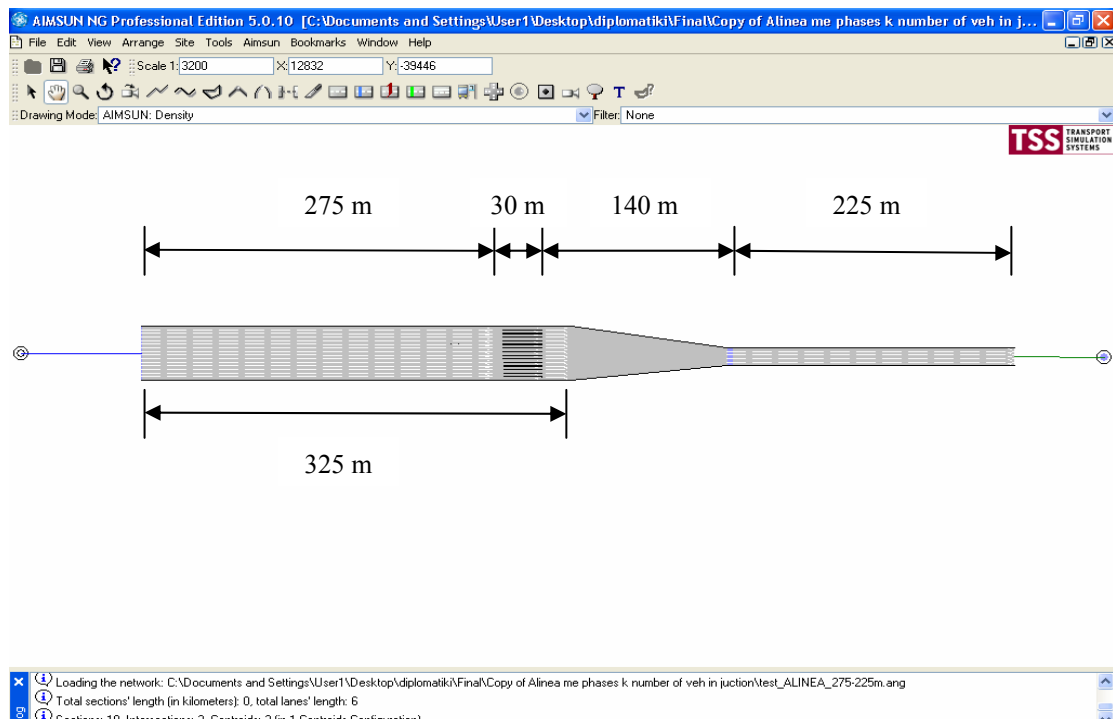 AIMSUN NG Professional Edition 5.0.10 [C:\Documents and Settings\User1\Desktop\diplomatiki\Final\Copy of Alinea me phases k number of veh in j...
File Edit View Arrange Site Tools Aimsun Bookmarks Window Help
Scale 1: 3200 X: 12832 Y: -39446
Drawing Mode: AIMSUN: Density Filter: None
TSS TRANSPORT
SIMULATION
SYSTEMS
275 m 30 m 140 m 225 m
325 m
Loading the network: C:\Documents and Settings\User1\Desktop\diplomatiki\Final\Copy of Alinea me phases k number of veh in juction\test_ALINEA_275-225m.ang
Total sections' length (in kilometers): 0, total lanes' length: 6